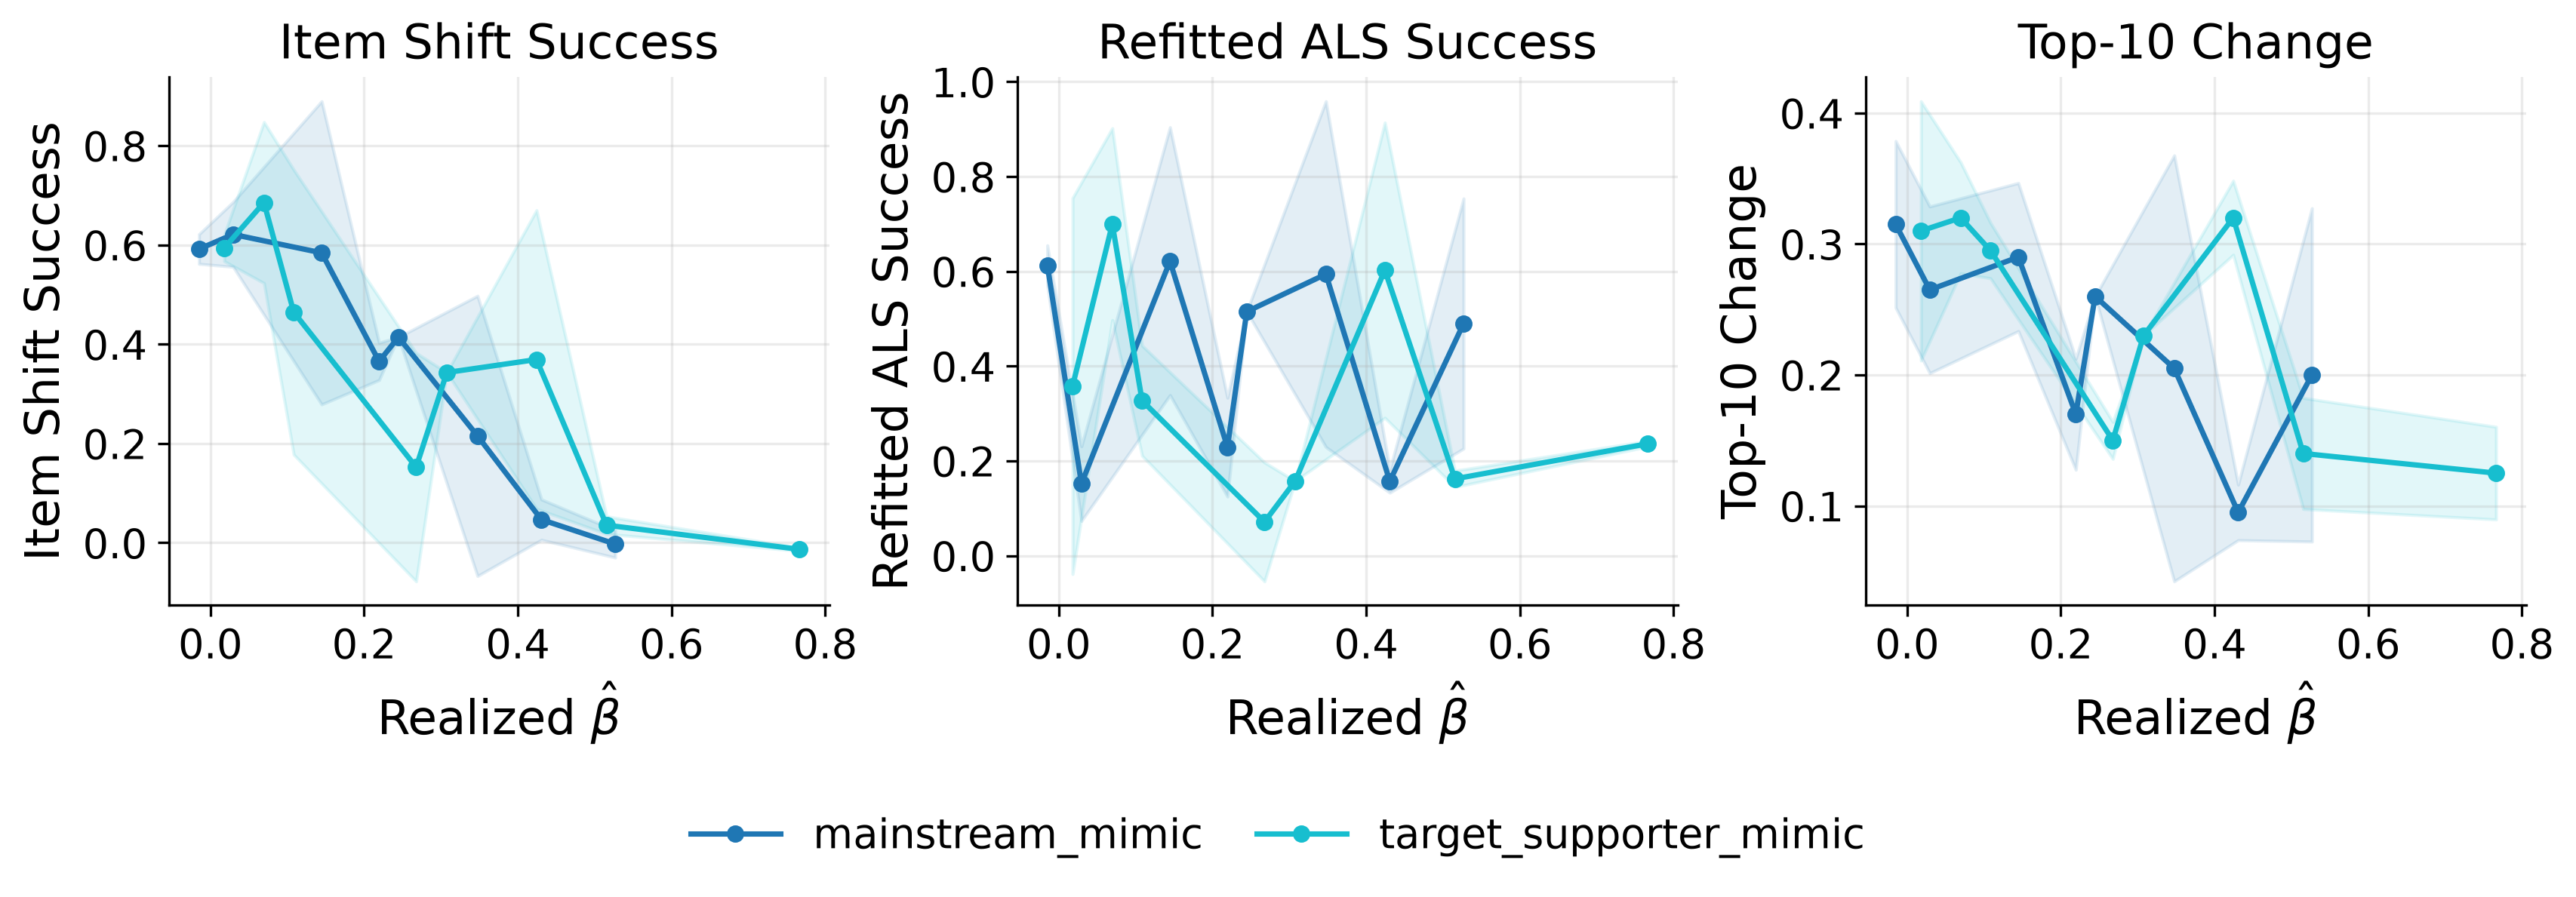 Item Shift Success
Refitted ALS Success
Top-10 Change
Item Shift Success
0.8
0.6
0.4
0.2
0.0
0.0 0.2 0.4 0.6 0.8
Realized β̂
Refitted ALS Success
1.0
0.8
0.6
0.4
0.2
0.0
0.0 0.2 0.4 0.6 0.8
Realized β̂
Top-10 Change
0.4
0.3
0.2
0.1
0.0 0.2 0.4 0.6 0.8
Realized β̂
mainstream_mimic
target_supporter_mimic